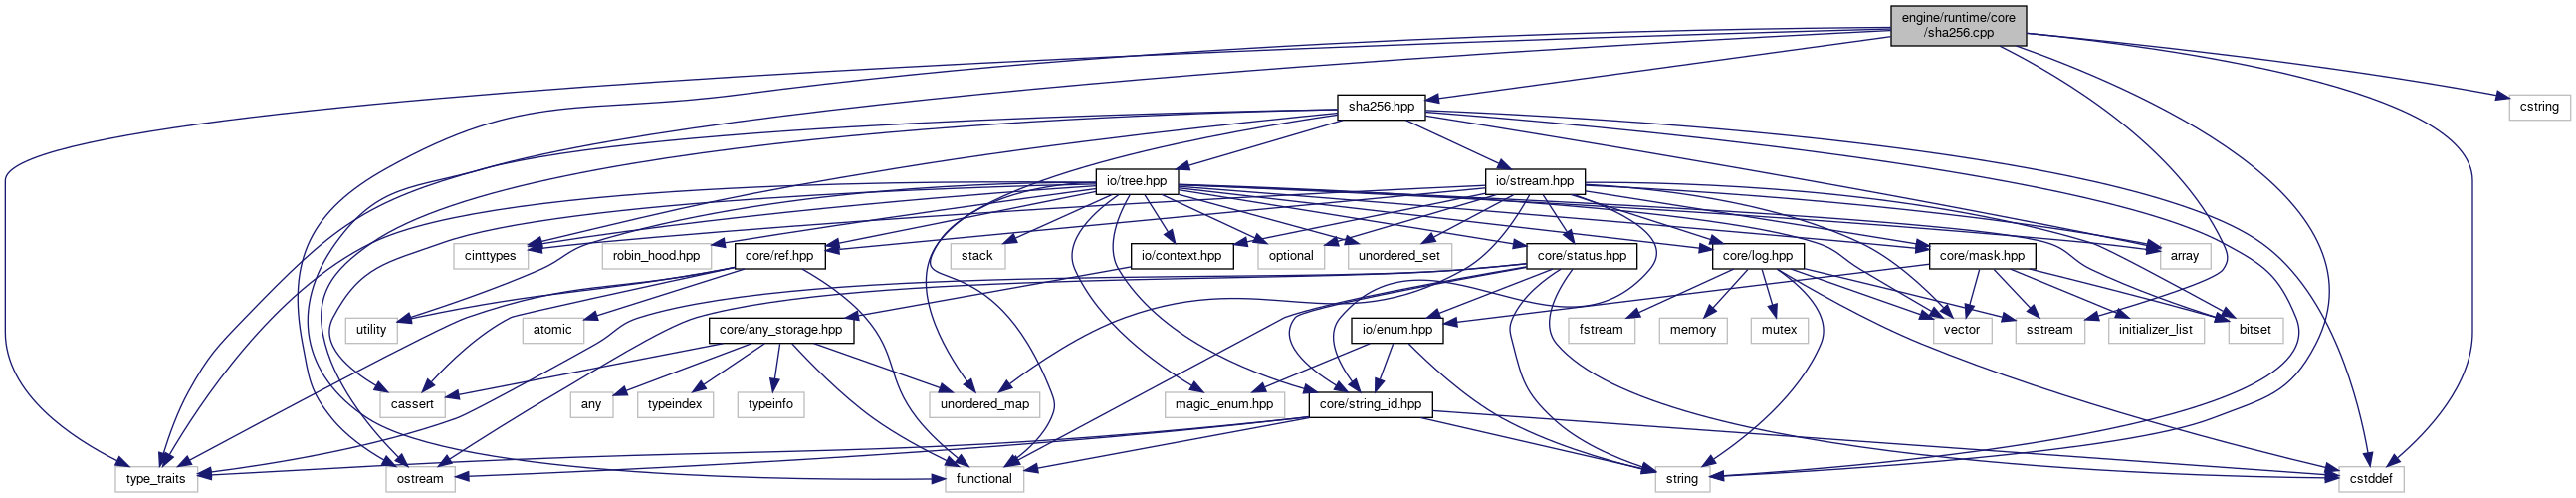 engine/runtime/core
/sha256.cpp
sha256.hpp
cstring
io/tree.hpp
io/stream.hpp
cinttypes
robin_hood.hpp
core/ref.hpp
stack
io/context.hpp
optional
unordered_set
core/status.hpp
core/log.hpp
core/mask.hpp
array
utility
atomic
core/any_storage.hpp
io/enum.hpp
fstream
memory
mutex
vector
sstream
initializer_list
bitset
cassert
any
typeindex
typeinfo
unordered_map
magic_enum.hpp
core/string_id.hpp
type_traits
ostream
functional
string
cstddef